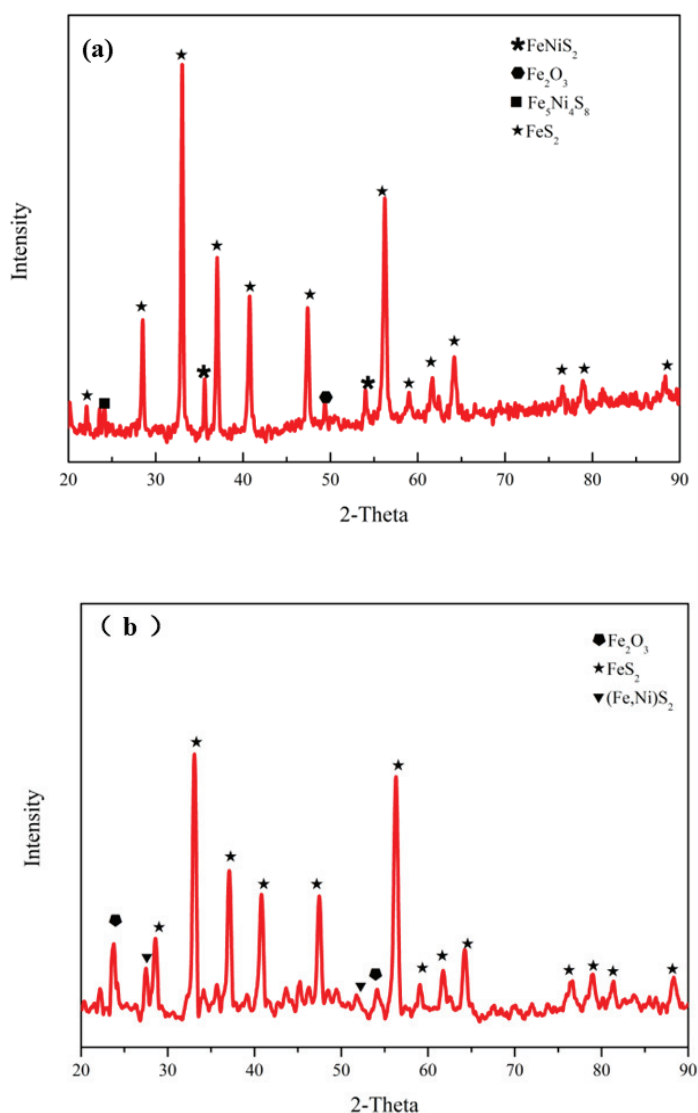 (a)
FeNiS₂
Fe₂O₃
Fe₅Ni₄S₈
FeS₂
Intensity
20 30 40 50 60 70 80 90
2-Theta
( b )
Fe₂O₃
FeS₂
(Fe,Ni)S₂
Intensity
20 30 40 50 60 70 80 90
2-Theta